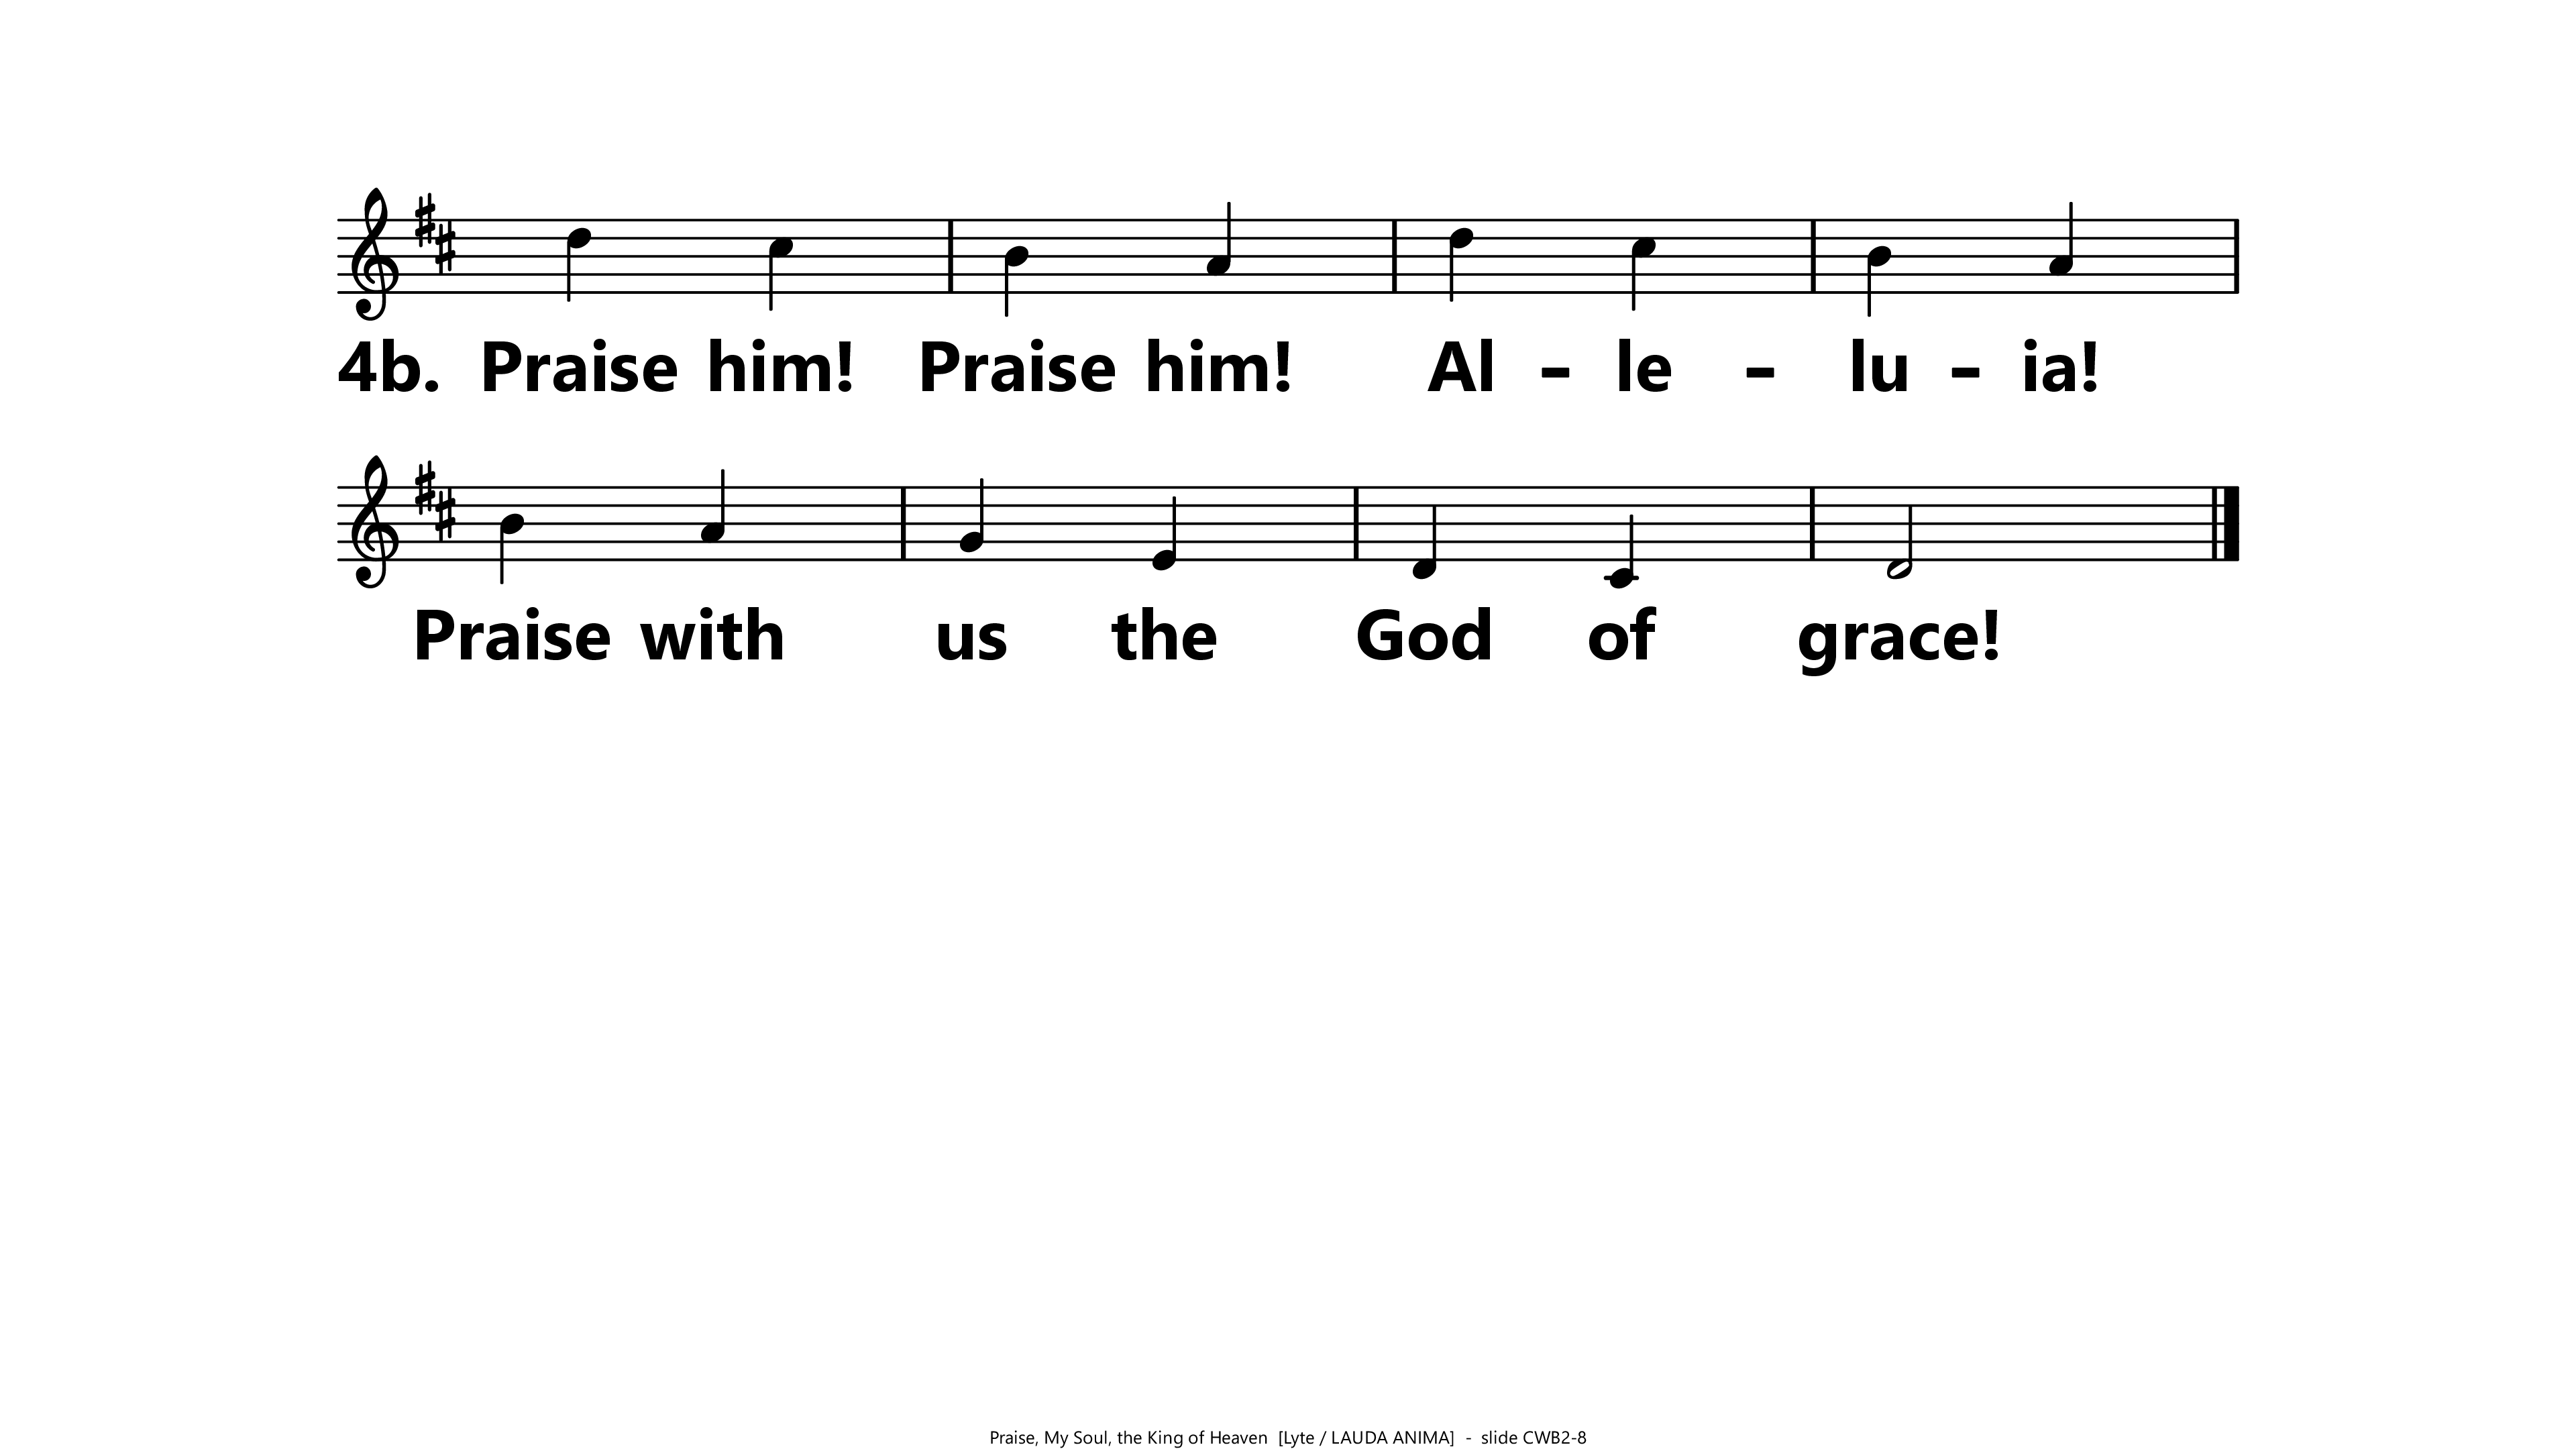 4b. Praise him! Praise him! Al - le - lu - ia!
Praise with us the God of grace!
Praise, My Soul, the King of Heaven [Lyte / LAUDA ANIMA] - slide CWB2-8